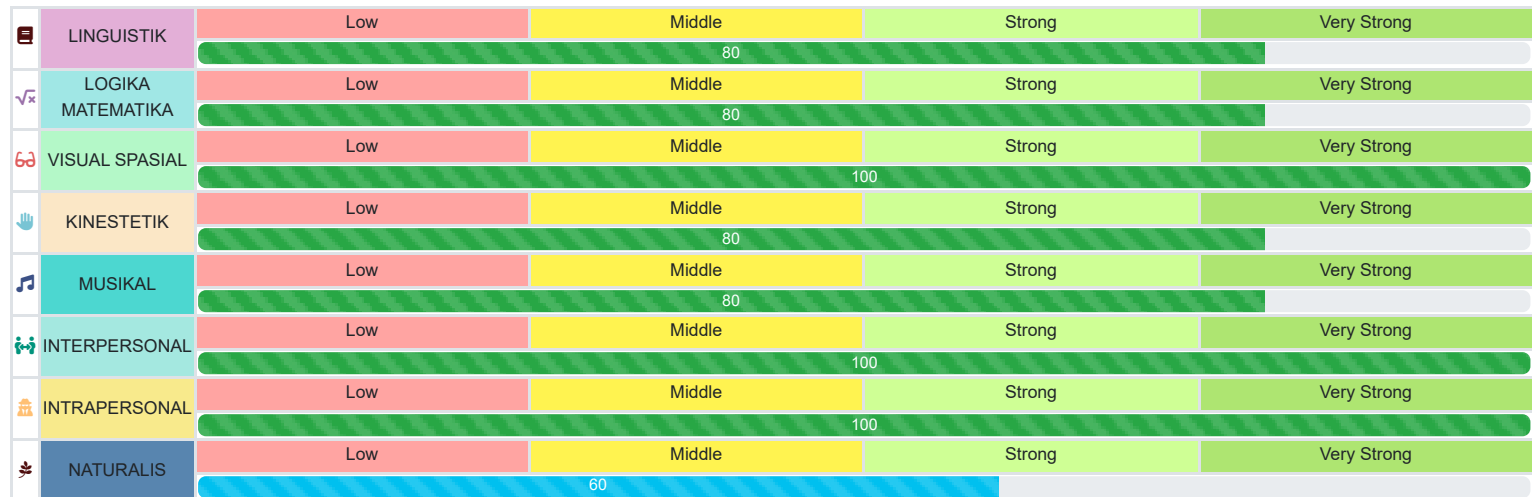 LINGUISTIK
Low Middle Strong Very Strong
80
LOGIKA
MATEMATIKA
Low Middle Strong Very Strong
80
VISUAL SPASIAL
Low Middle Strong Very Strong
100
KINESTETIK
Low Middle Strong Very Strong
80
MUSIKAL
Low Middle Strong Very Strong
80
INTERPERSONAL
Low Middle Strong Very Strong
100
INTRAPERSONAL
Low Middle Strong Very Strong
100
NATURALIS
Low Middle Strong Very Strong
60